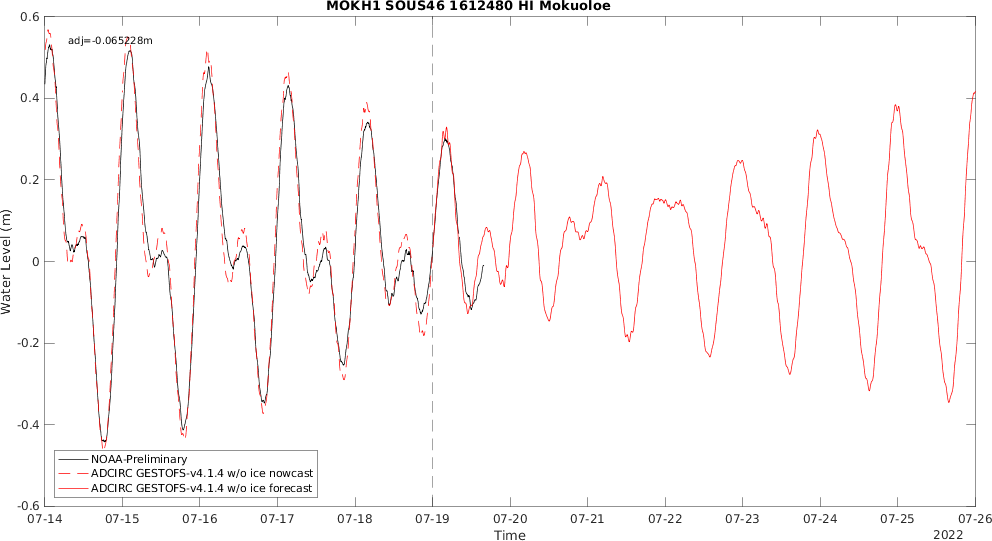 MOKH1 SOUS46 1612480 HI Mokuoloe
adj=-0.065228m
0.6
0.4
0.2
0
-0.2
-0.4
-0.6
Water Level (m)
NOAA-Preliminary
ADCIRC GESTOFS-v4.1.4 w/o ice nowcast
ADCIRC GESTOFS-v4.1.4 w/o ice forecast
07-14 07-15 07-16 07-17 07-18 07-19 07-20 07-21 07-22 07-23 07-24 07-25 07-26
Time
2022